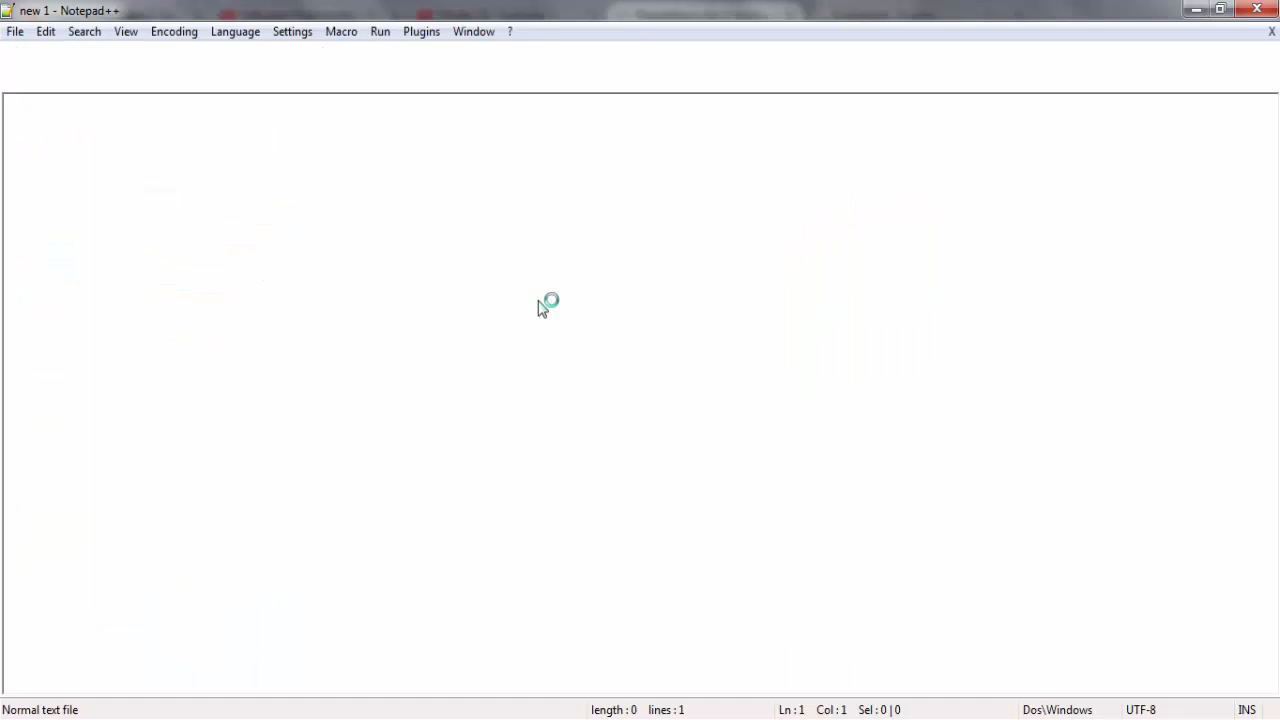 new 1 - Notepad++
File Edit Search View Encoding Language Settings Macro Run Plugins Window ? X
Normal text file length : 0 lines : 1 Ln : 1 Col : 1 Sel : 0 | 0 Dos\Windows UTF-8 INS